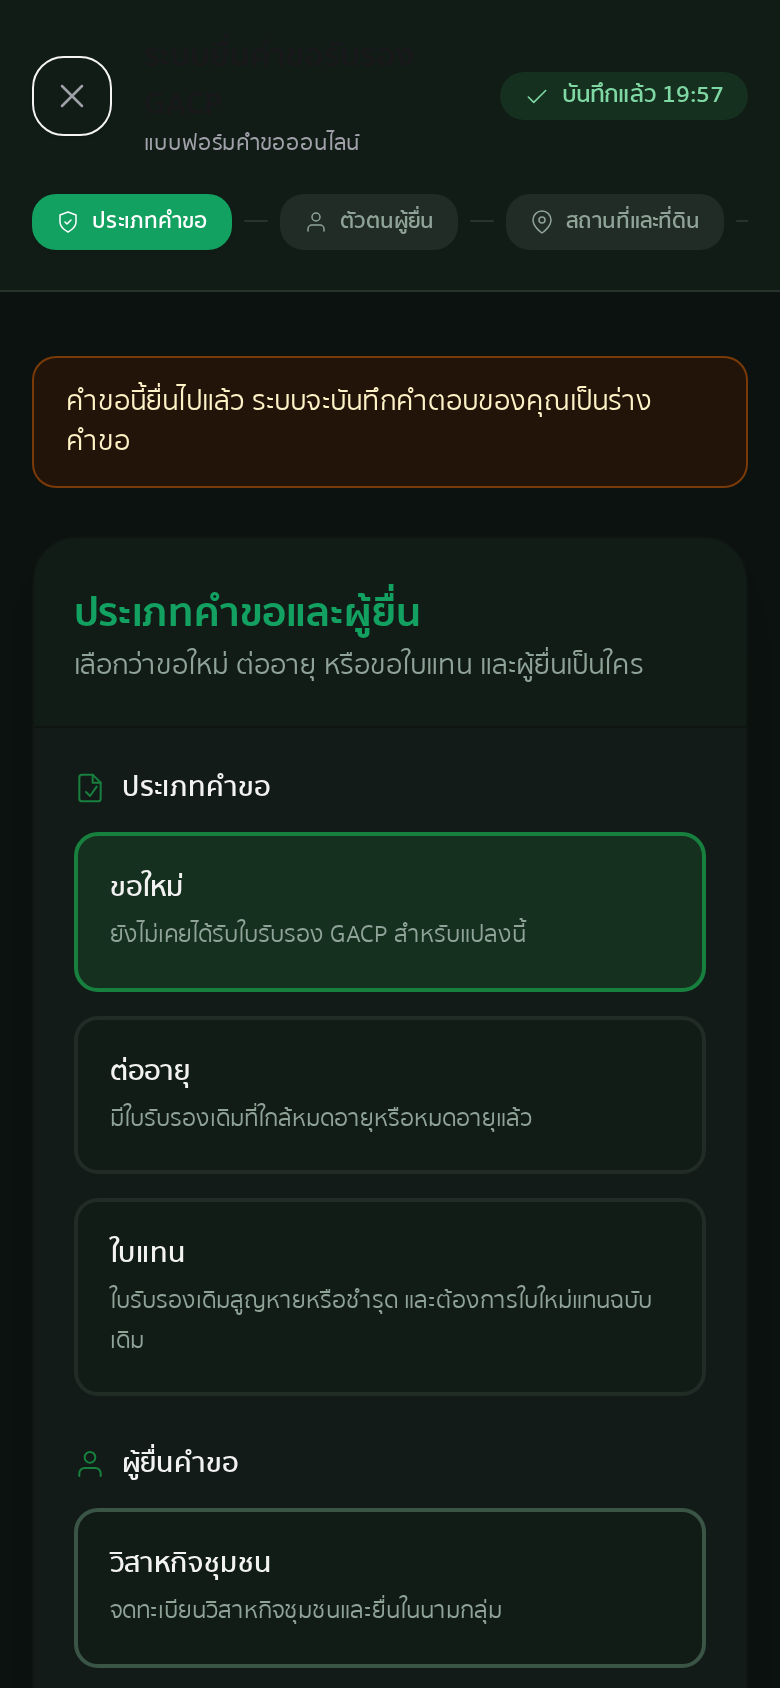 แบบฟอร์มคำขอออนไลน์
บันทึกแล้ว 19:57
ประเภทคำขอ
ตัวตนผู้ยื่น
สถานที่และที่ดิน
คำขอนี้ยื่นไปแล้ว ระบบจะบันทึกคำตอบของคุณเป็นร่าง
คำขอ
ประเภทคำขอและผู้ยื่น
เลือกว่าขอใหม่ ต่ออายุ หรือขอใบแทน และผู้ยื่นเป็นใคร
ประเภทคำขอ
ขอใหม่
ยังไม่เคยได้รับใบรับรอง GACP สำหรับแปลงนี้
ต่ออายุ
มีใบรับรองเดิมที่ใกล้หมดอายุหรือหมดอายุแล้ว
ใบแทน
ใบรับรองเดิมสูญหายหรือชำรุด และต้องการใบใหม่แทนฉบับ
เดิม
ผู้ยื่นคำขอ
วิสาหกิจชุมชน
จดทะเบียนวิสาหกิจชุมชนและยื่นในนามกลุ่ม